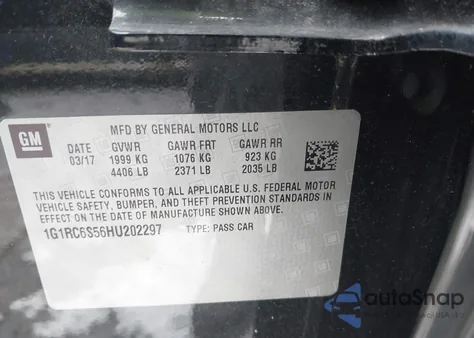 GM
MFD BY GENERAL MOTORS LLC
DATE GVWR GAWR FRT GAWR RR
03/17 1999 KG 1076 KG 923 KG
4406 LB 2371 LB 2035 LB
THIS VEHICLE CONFORMS TO ALL APPLICABLE U.S. FEDERAL MOTOR
VEHICLE SAFETY, BUMPER, AND THEFT PREVENTION STANDARDS IN
EFFECT ON THE DATE OF MANUFACTURE SHOWN ABOVE.
1G1RC6S56HU202297 TYPE: PASS CAR
autoSnap